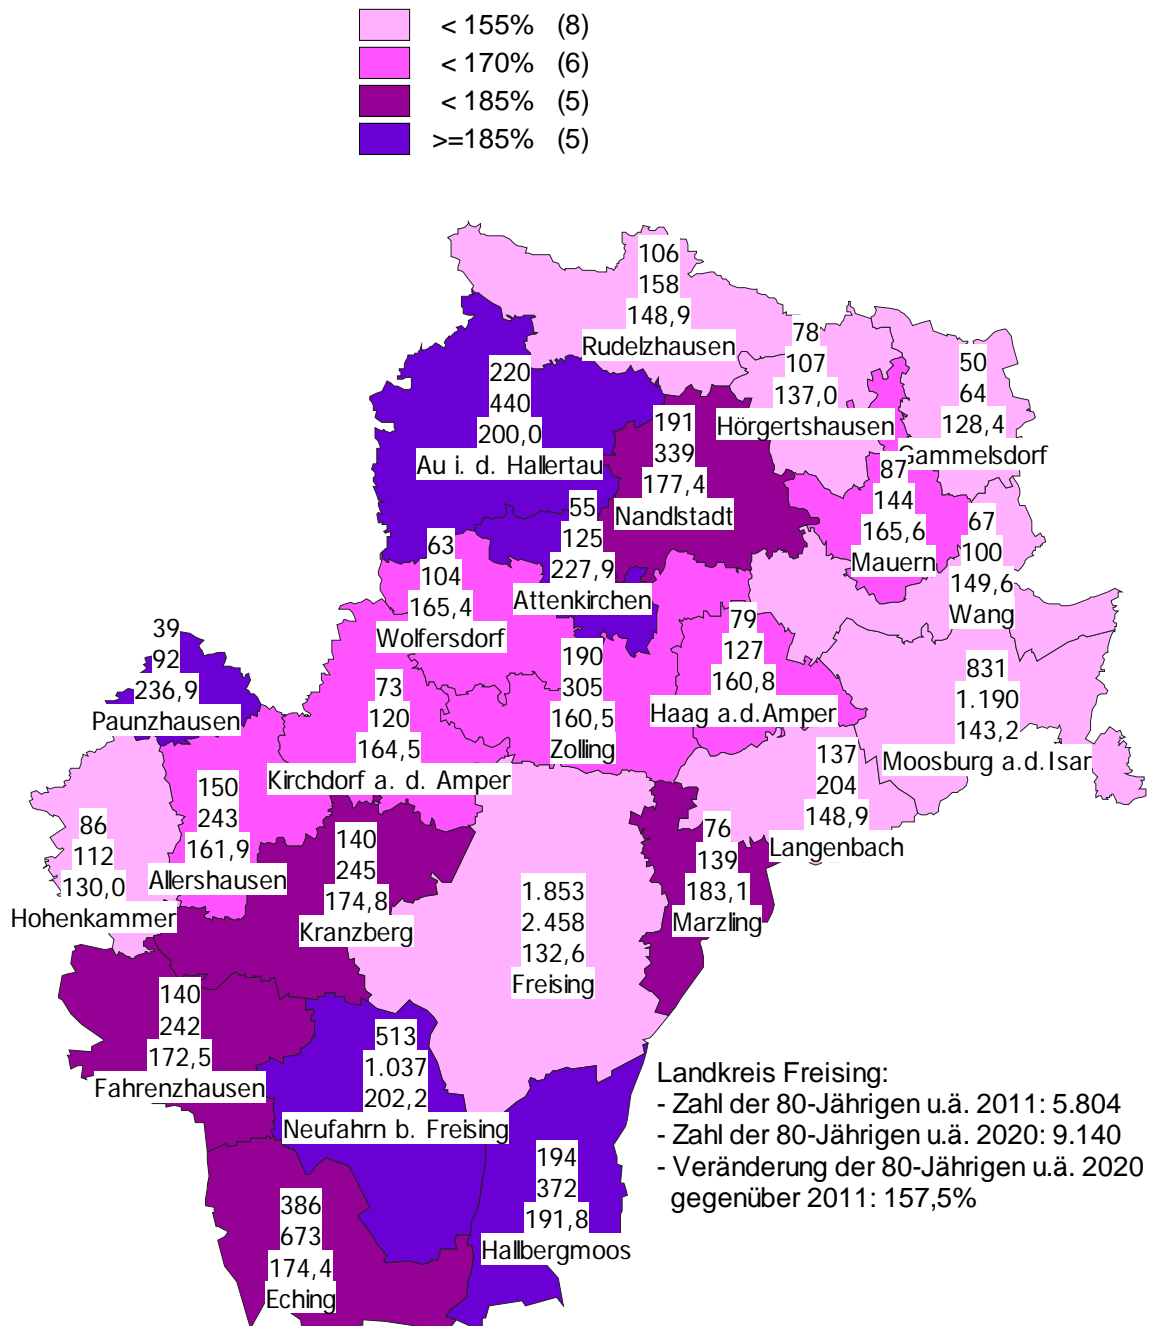 < 155% (8)
< 170% (6)
< 185% (5)
>=185% (5)
106
158
148,9
Rudelzhausen
78
107
137,0
Hörgertshausen
50
64
128,4
Gammelsdorf
220
440
200,0
Au i. d. Hallertau
191
339
177,4
Nandlstadt
87
144
165,6
Mauern
67
100
149,6
Wang
55
125
227,9
Attenkirchen
63
104
165,4
Wolfersdorf
79
127
160,8
Haag a.d.Amper
39
92
236,9
Paunzhausen
190
305
160,5
Zolling
831
1.190
143,2
Moosburg a.d.Isar
73
120
164,5
Kirchdorf a. d. Amper
137
204
148,9
Langenbach
150
243
161,9
Allershausen
86
112
130,0
Hohenkammer
140
245
174,8
Kranzberg
76
139
183,1
Marzling
1.853
2.458
132,6
Freising
140
242
172,5
Fahrenzhausen
513
1.037
202,2
Neufahrn b. Freising
194
372
191,8
Hallbergmoos
386
673
174,4
Eching
Landkreis Freising:
- Zahl der 80-Jährigen u.ä. 2011: 5.804
- Zahl der 80-Jährigen u.ä. 2020: 9.140
- Veränderung der 80-Jährigen u.ä. 2020
gegenüber 2011: 157,5%